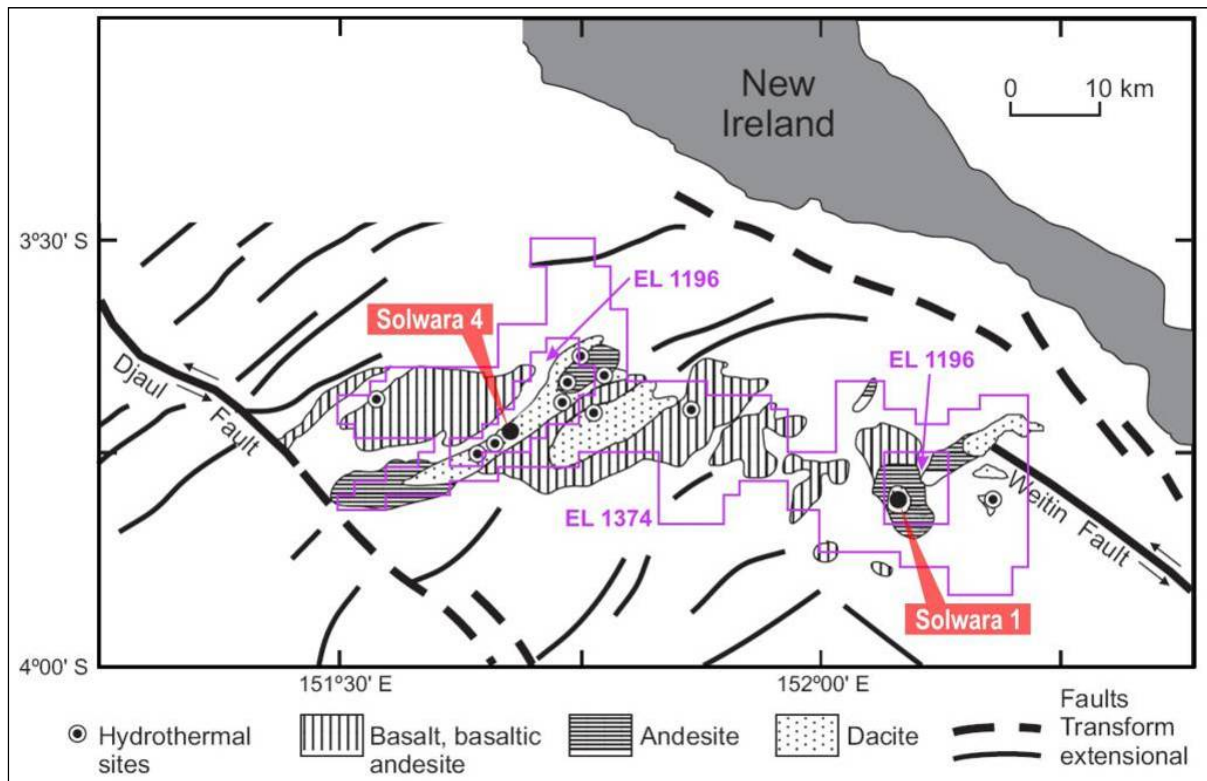 New
Ireland
0 10 km
3°30' S
EL 1196
Solwara 4
Djaul Fault
EL 1196
EL 1374
Weitin Fault
Solwara 1
4°00' S
151°30' E
152°00' E
Hydrothermal
sites
Basalt, basaltic
andesite
Andesite
Dacite
Faults
Transform
extensional